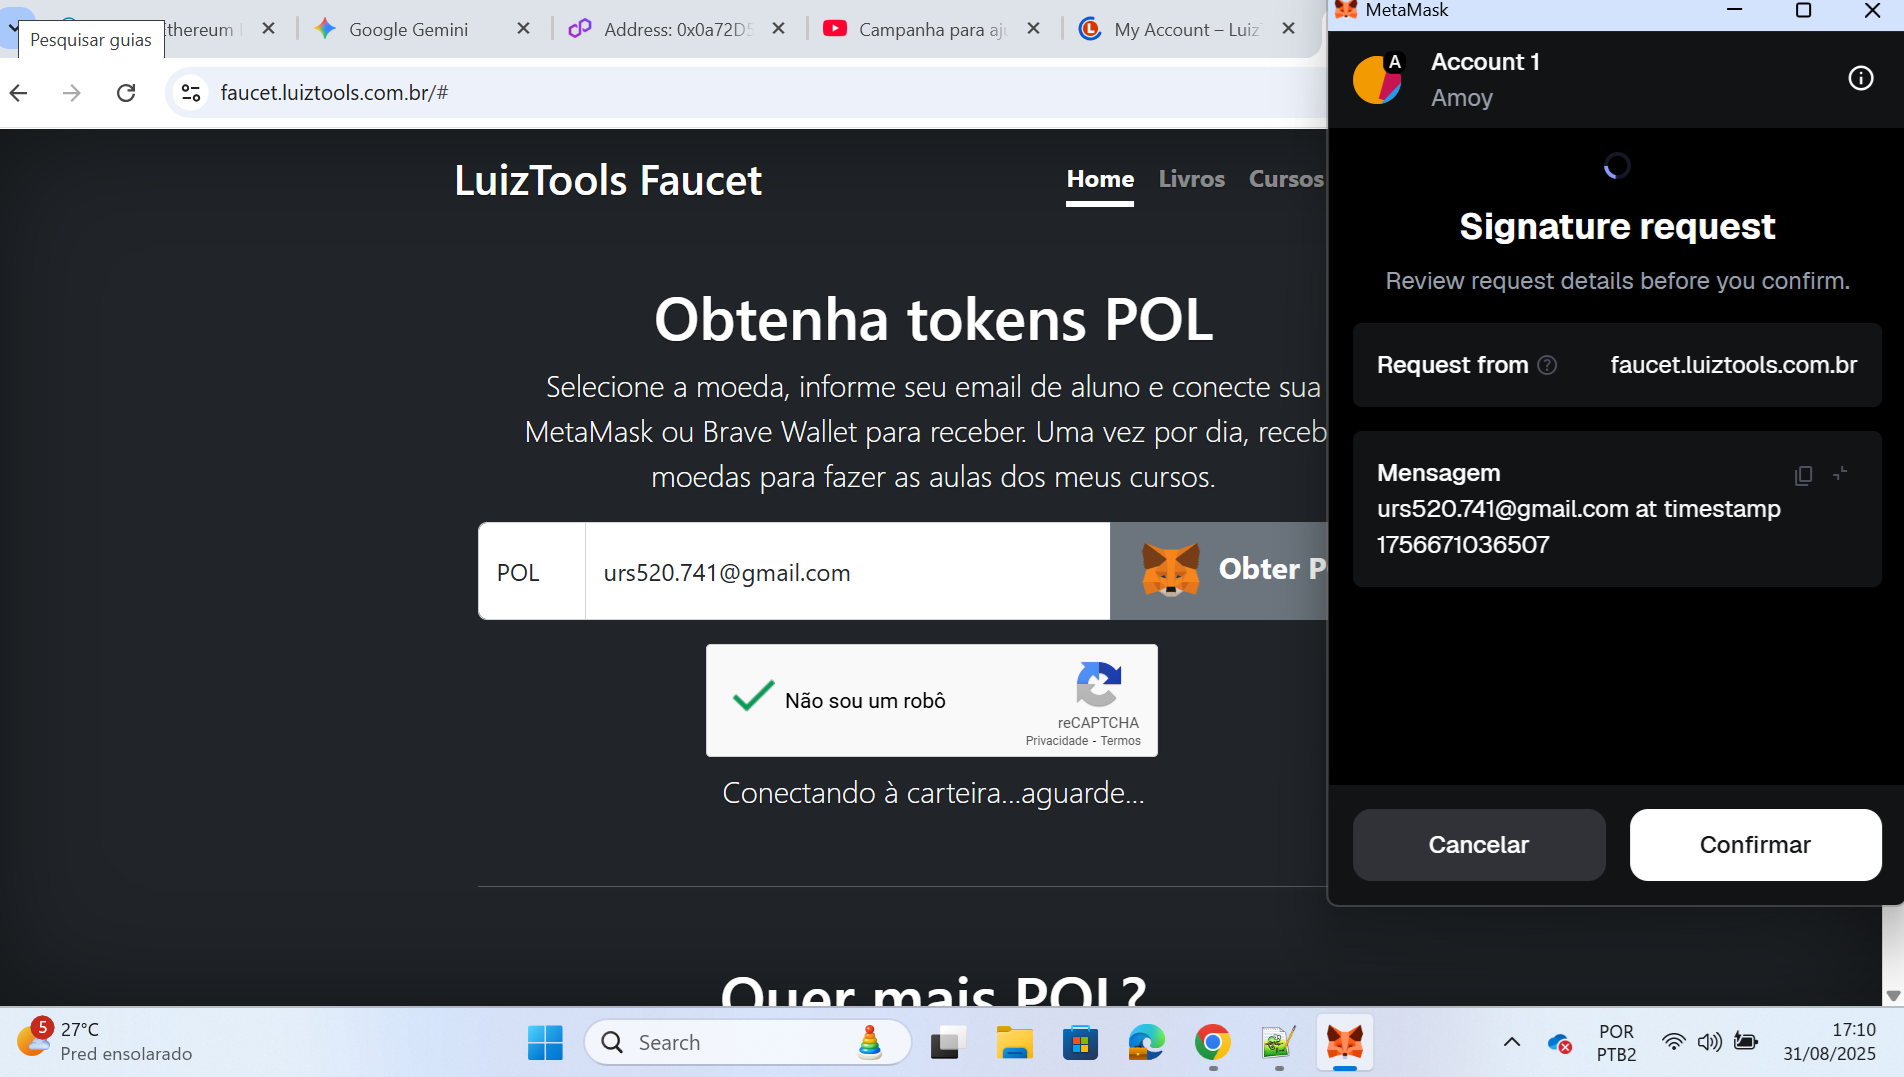 Pesquisar guias
thereum
Google Gemini
Address: 0x0a72D5
Campanha para aju
My Account – Luiz
faucet.luiztools.com.br/#
LuizTools Faucet
Home
Livros
Cursos
Obtenha tokens POL
Selecione a moeda, informe seu email de aluno e conecte sua
MetaMask ou Brave Wallet para receber. Uma vez por dia, receb
moedas para fazer as aulas dos meus cursos.
POL
urs520.741@gmail.com
Obter P
Não sou um robô
reCAPTCHA
Privacidade - Termos
Conectando à carteira...aguarde...
Quer mais POL?
MetaMask
A
Account 1
Amoy
Signature request
Review request details before you confirm.
Request from
faucet.luiztools.com.br
Mensagem
urs520.741@gmail.com at timestamp
1756671036507
Cancelar
Confirmar
5
27°C
Pred ensolarado
Search
POR
PTB2
17:10
31/08/2025